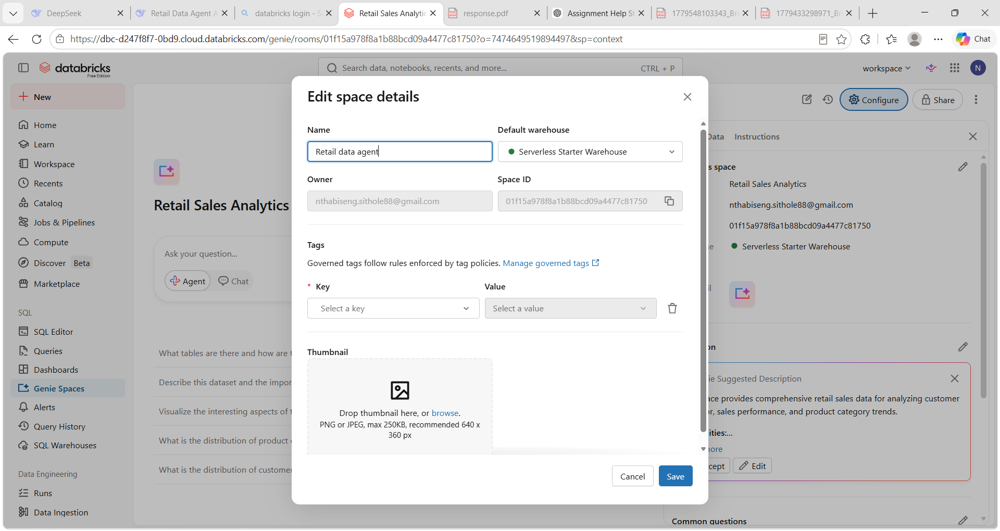 DeepSeek
Retail Data Agent A
databricks login - S
Retail Sales Analytic
response.pdf
Assignment Help St
1779548103343_Bri
1779433298971_Bri
https://dbc-d247f8f7-0bd9.cloud.databricks.com/genie/rooms/01f15a978f8a1b88bcd09a4477c81750?o=7474649519894497&sp=context
Chat
databricks
Free Edition
Search data, notebooks, recents, and more...
CTRL + P
workspace
N
New
Home
Learn
Workspace
Recents
Catalog
Jobs & Pipelines
Compute
Discover Beta
Marketplace
SQL
SQL Editor
Queries
Dashboards
Genie Spaces
Alerts
Query History
SQL Warehouses
Data Engineering
Runs
Data Ingestion
Retail Sales Analytics
Ask your question...
Agent
Chat
What tables are there and how are t
Describe this dataset and the impor
Visualize the interesting aspects of t
What is the distribution of product c
What is the distribution of custome
Edit space details
Name
Default warehouse
Retail data agent
Serverless Starter Warehouse
Owner
Space ID
nthabiseng.sithole88@gmail.com
01f15a978f8a1b88bcd09a4477c81750
Tags
Governed tags follow rules enforced by tag policies. Manage governed tags
* Key
Value
Select a key
Select a value
Thumbnail
Drop thumbnail here, or browse.
PNG or JPEG, max 250KB, recommended 640 x
360 px
Cancel
Save
Configure
Share
Data
Instructions
s space
Retail Sales Analytics
nthabiseng.sithole88@gmail.com
01f15a978f8a1b88bcd09a4477c81750
Serverless Starter Warehouse
on
ie Suggested Description
ace provides comprehensive retail sales data for analyzing customer
or, sales performance, and product category trends.
ities:...
more
cept
Edit
Common questions